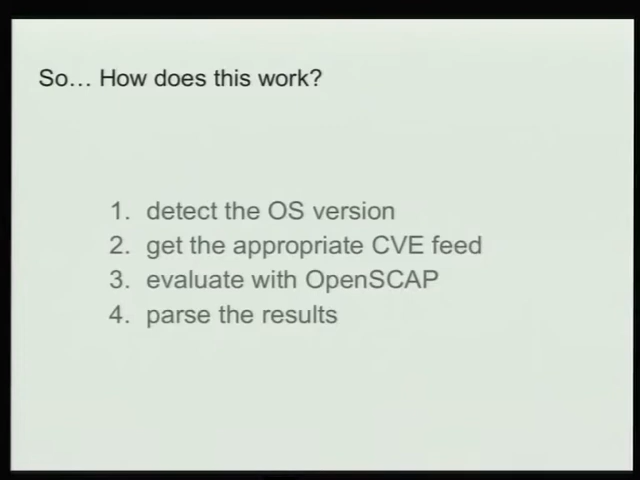 So... How does this work?
1. detect the OS version
2. get the appropriate CVE feed
3. evaluate with OpenSCAP
4. parse the results